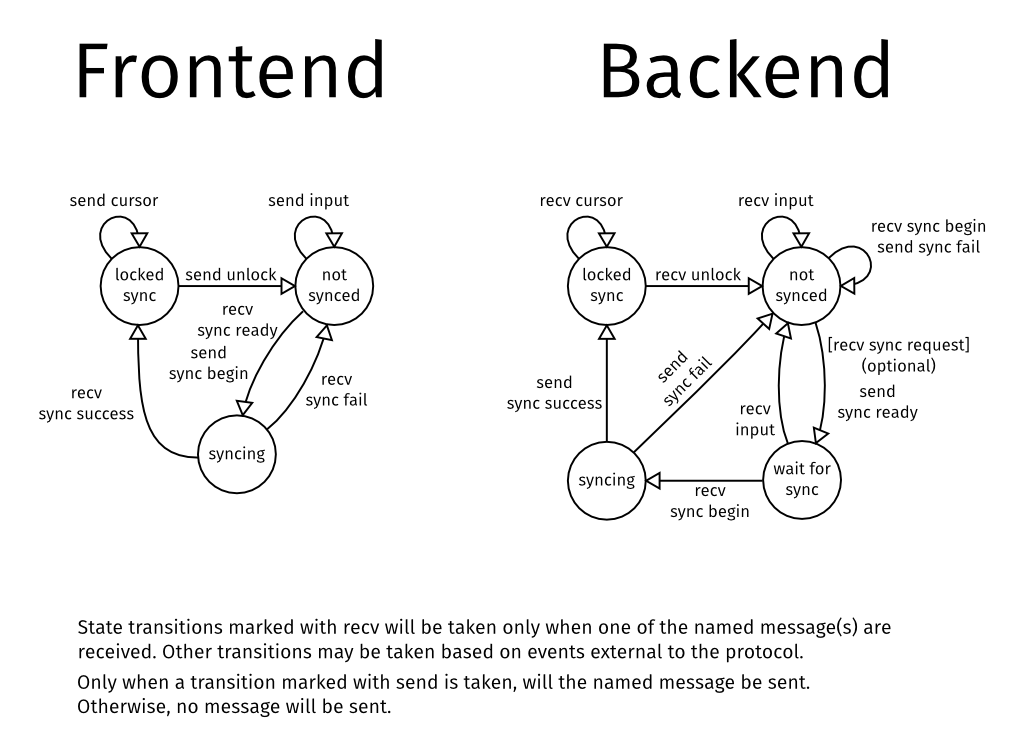 Frontend
Backend
send cursor
send input
locked
sync
send unlock
not
synced
recv
sync ready
send
sync begin
recv
sync success
recv
sync fail
syncing
recv cursor
recv input
recv sync begin
send sync fail
locked
sync
recv unlock
not
synced
[recv sync request]
(optional)
send
sync ready
send
sync fail
send
sync success
recv
input
syncing
wait for
sync
recv
sync begin
State transitions marked with recv will be taken only when one of the named message(s) are
received. Other transitions may be taken based on events external to the protocol.
Only when a transition marked with send is taken, will the named message be sent.
Otherwise, no message will be sent.